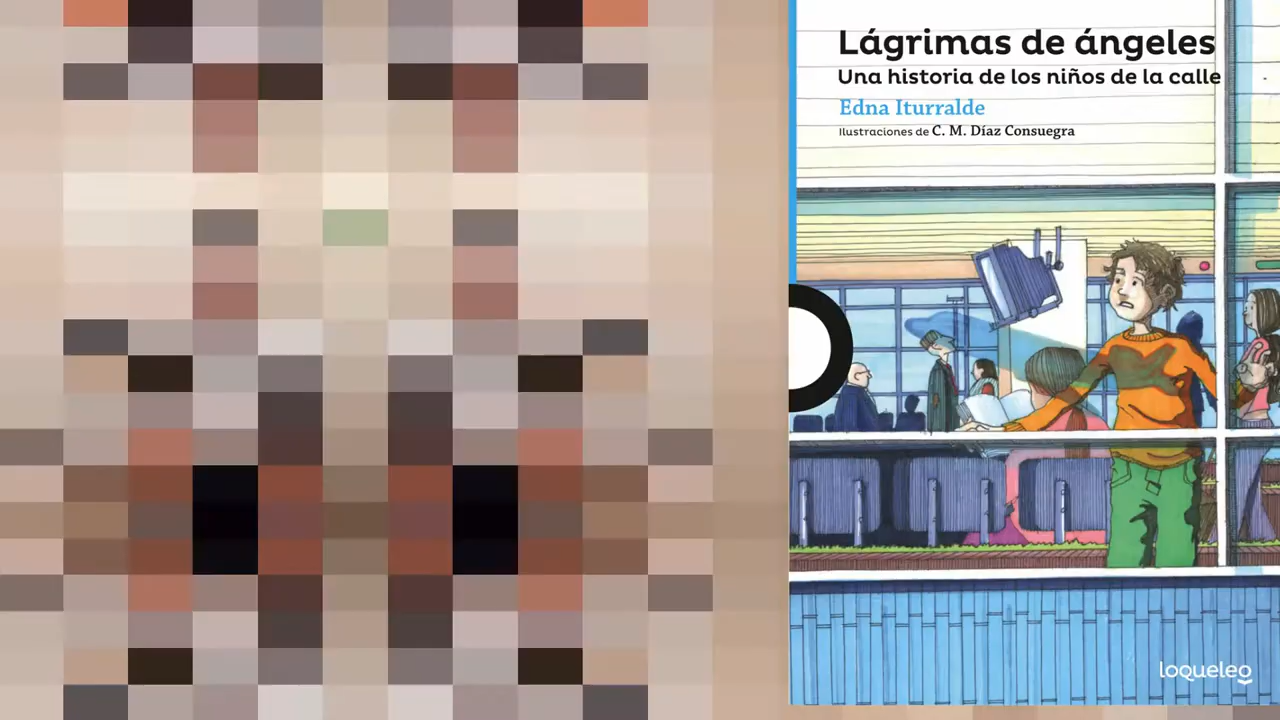 Lágrimas de ángeles
Una historia de los niños de la calle
Edna Iturralde
Ilustraciones de C. M. Díaz Consuegra
loqueleo